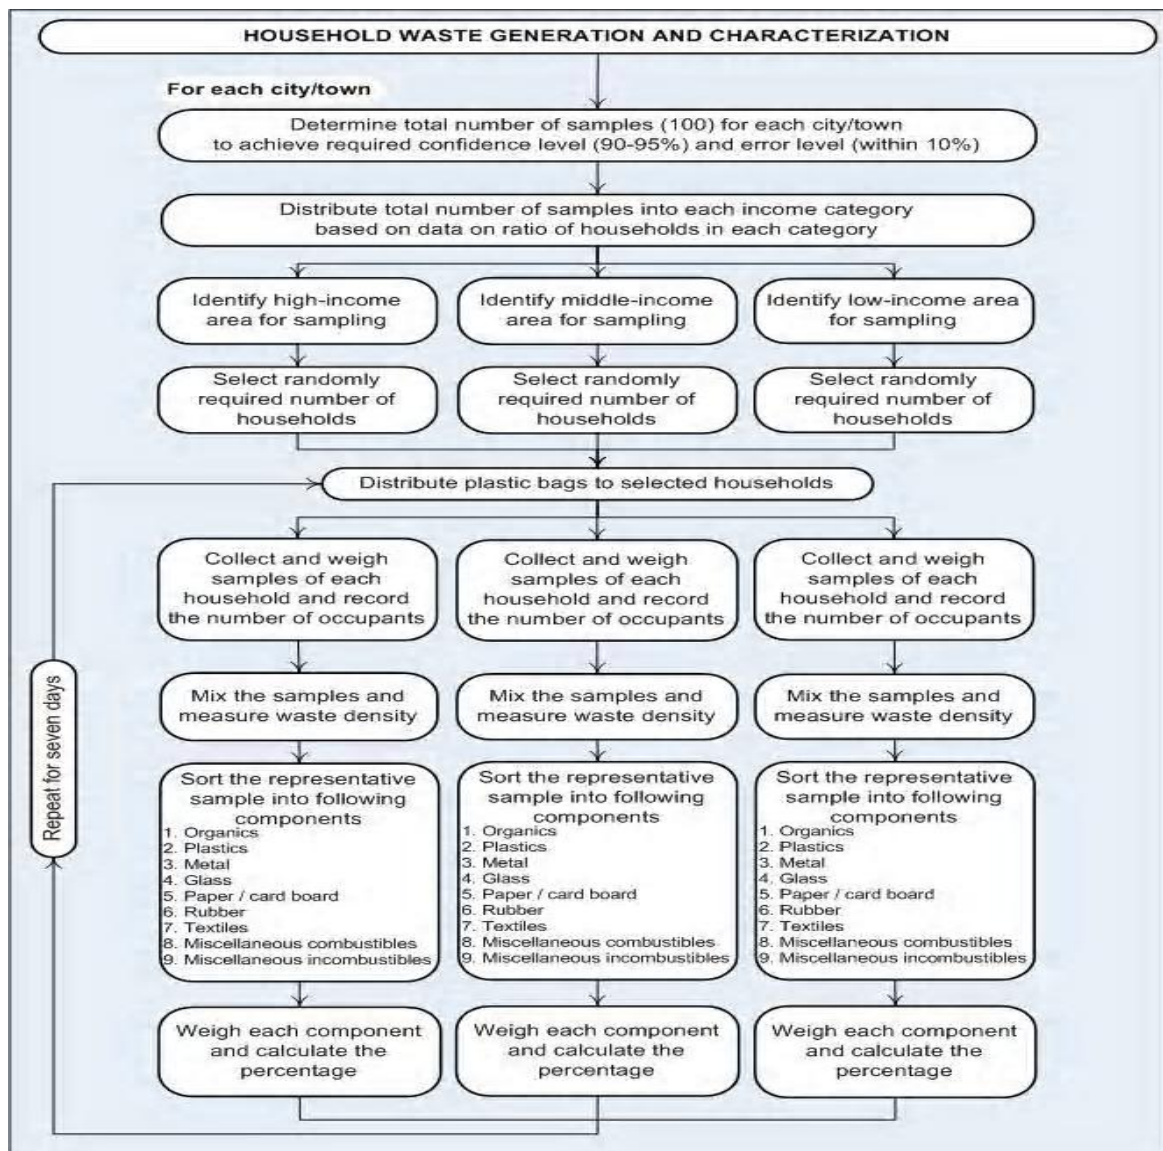 HOUSEHOLD WASTE GENERATION AND CHARACTERIZATION
For each city/town
Determine total number of samples (100) for each city/town
to achieve required confidence level (90-95%) and error level (within 10%)
Distribute total number of samples into each income category
based on data on ratio of households in each category
Identify high-income
area for sampling
Identify middle-income
area for sampling
Identify low-income area
for sampling
Select randomly
required number of
households
Select randomly
required number of
households
Select randomly
required number of
households
Distribute plastic bags to selected households
Collect and weigh
samples of each
household and record
the number of occupants
Collect and weigh
samples of each
household and record
the number of occupants
Collect and weigh
samples of each
household and record
the number of occupants
Repeat for seven days
Mix the samples and
measure waste density
Mix the samples and
measure waste density
Mix the samples and
measure waste density
Sort the representative
sample into following
components
1. Organics
2. Plastics
3. Metal
4. Glass
5. Paper / card board
6. Rubber
7. Textiles
8. Miscellaneous combustibles
9. Miscellaneous incombustibles
Sort the representative
sample into following
components
1. Organics
2. Plastics
3. Metal
4. Glass
5. Paper / card board
6. Rubber
7. Textiles
8. Miscellaneous combustibles
9. Miscellaneous incombustibles
Sort the representative
sample into following
components
1. Organics
2. Plastics
3. Metal
4. Glass
5. Paper / card board
6. Rubber
7. Textiles
8. Miscellaneous combustibles
9. Miscellaneous incombustibles
Weigh each component
and calculate the
percentage
Weigh each component
and calculate the
percentage
Weigh each component
and calculate the
percentage